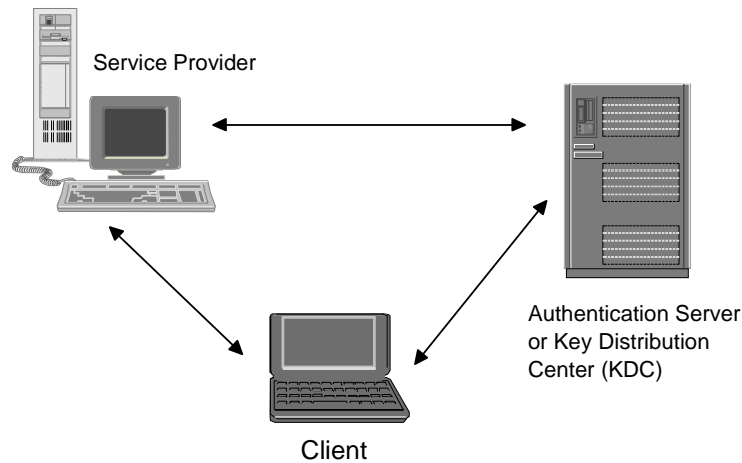 Service Provider
Authentication Server
or Key Distribution
Center (KDC)
Client